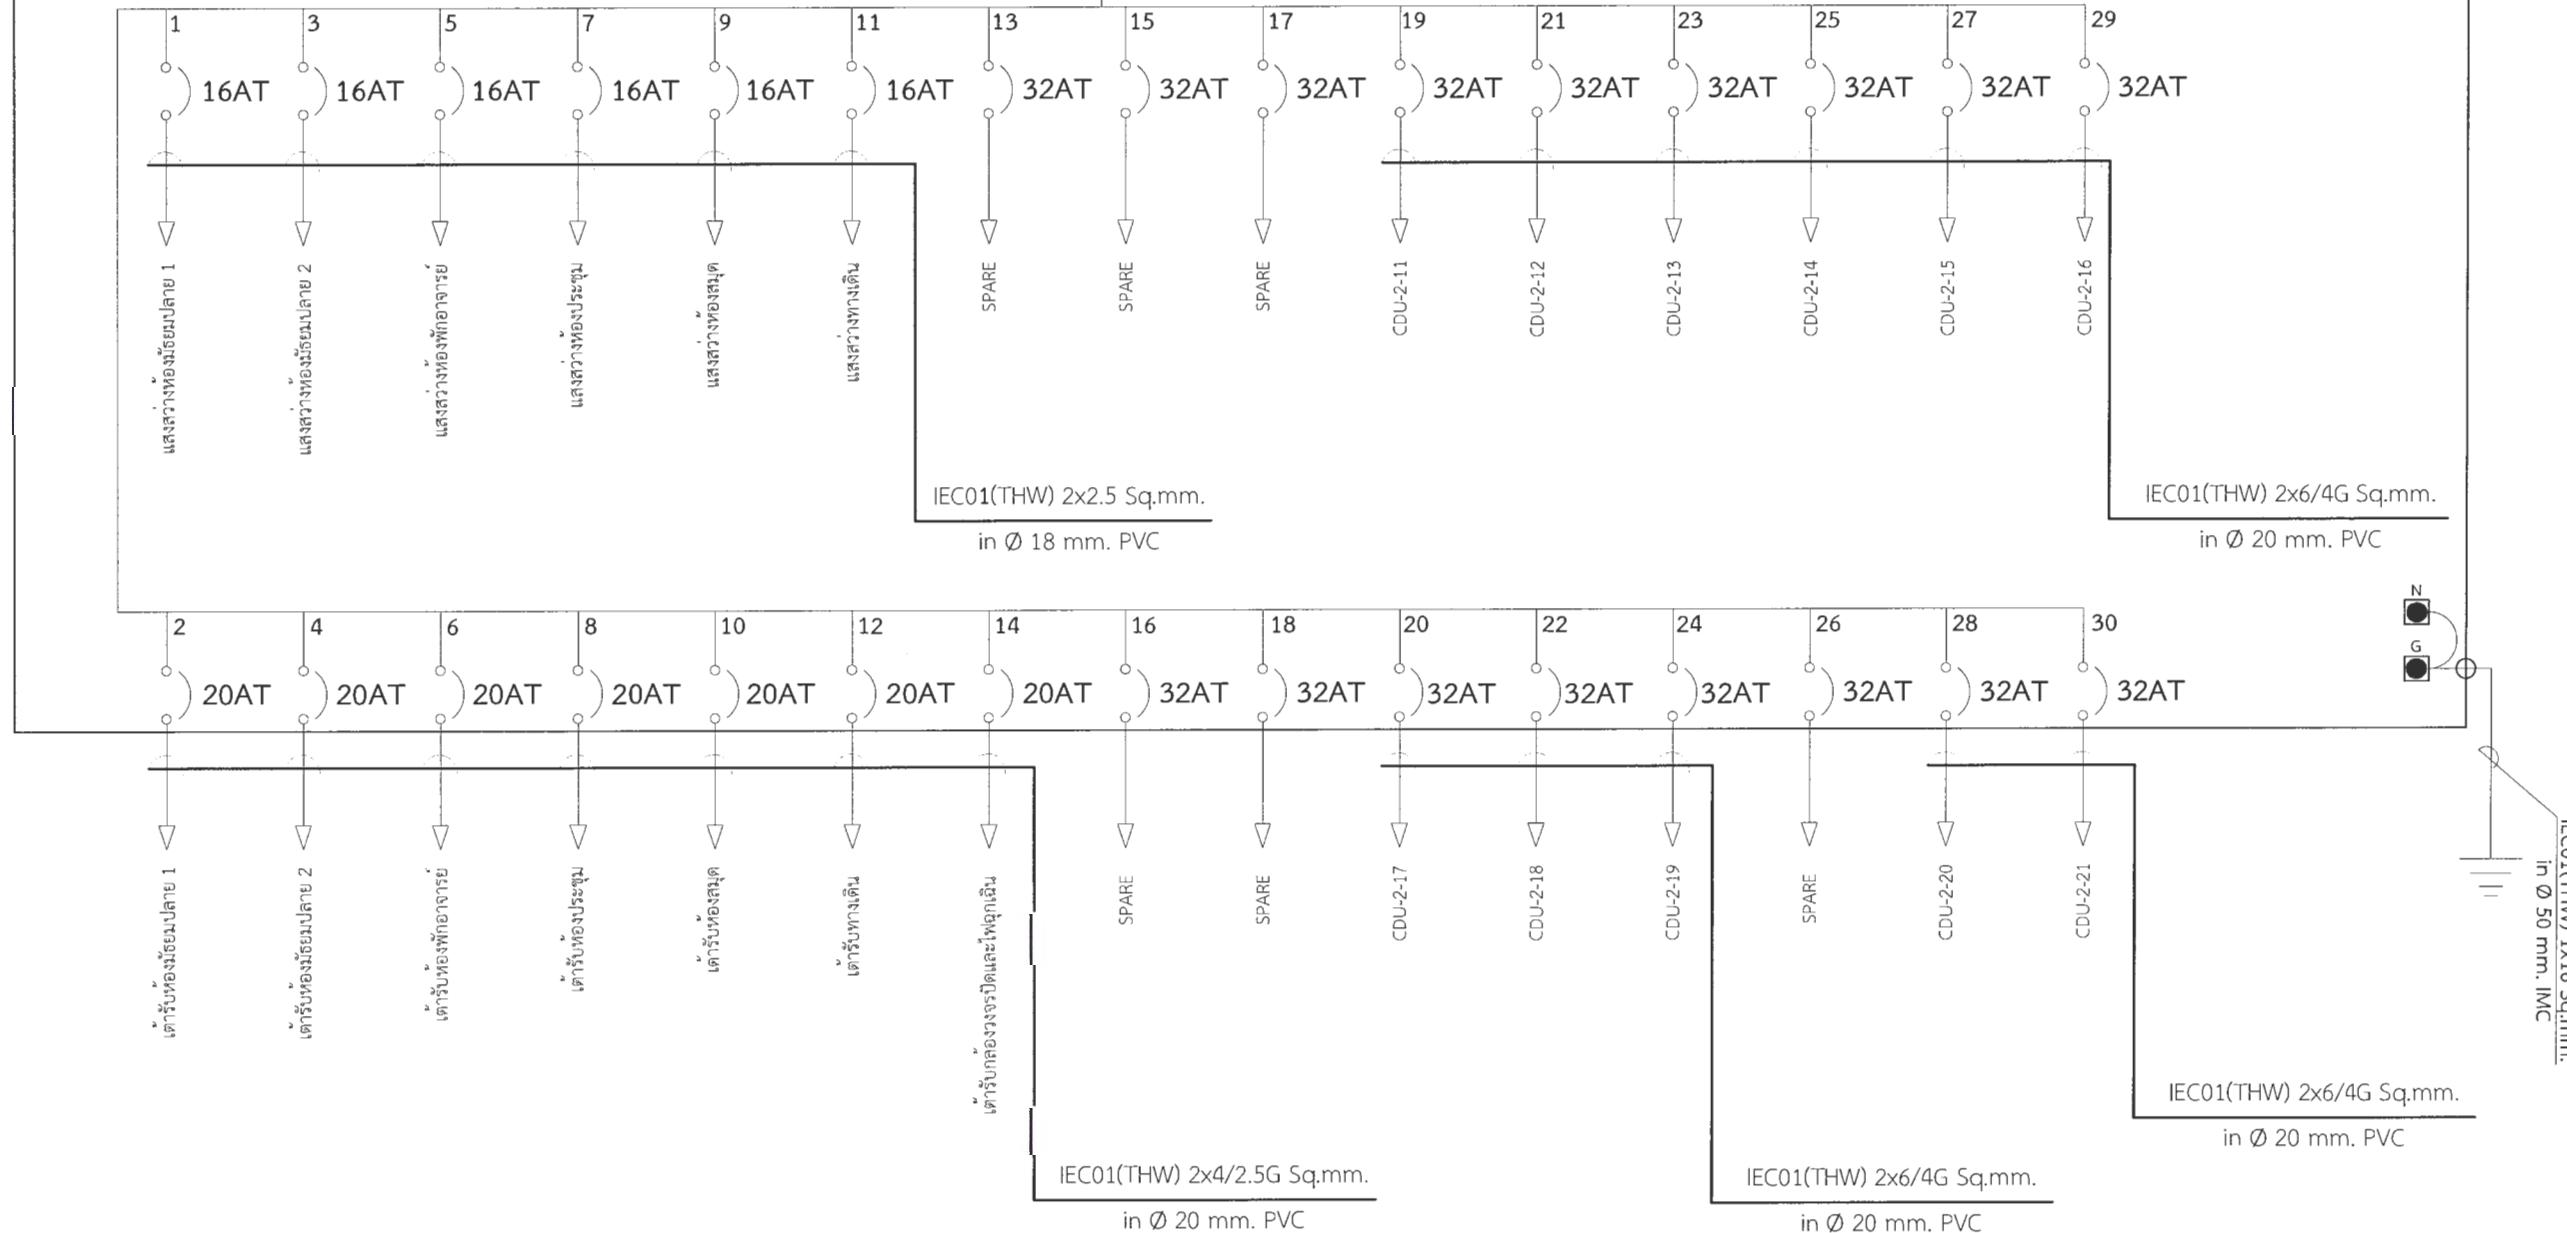 1 3 5 7 9 11 13 15 17 19 21 23 25 27 29
16AT 16AT 16AT 16AT 16AT 16AT 32AT 32AT 32AT 32AT 32AT 32AT 32AT 32AT 32AT
แสงสว่างห้องมัธยมปลาย 1
แสงสว่างห้องมัธยมปลาย 2
แสงสว่างห้องพักอาจารย์
แสงสว่างห้องประชุม
แสงสว่างห้องสมุด
แสงสว่างทางเดิน
SPARE
SPARE
SPARE
CDU-2-11
CDU-2-12
CDU-2-13
CDU-2-14
CDU-2-15
CDU-2-16
IEC01(THW) 2x2.5 Sq.mm.
in Ø 18 mm. PVC
IEC01(THW) 2x6/4G Sq.mm.
in Ø 20 mm. PVC
N
G
2 4 6 8 10 12 14 16 18 20 22 24 26 28 30
20AT 20AT 20AT 20AT 20AT 20AT 20AT 32AT 32AT 32AT 32AT 32AT 32AT 32AT 32AT
เต้ารับห้องมัธยมปลาย 1
เต้ารับห้องมัธยมปลาย 2
เต้ารับห้องพักอาจารย์
เต้ารับห้องประชุม
เต้ารับห้องสมุด
เต้ารับทางเดิน
เต้ารับกล้องวงจรปิดและไฟฉุกเฉิน
SPARE
SPARE
CDU-2-17
CDU-2-18
CDU-2-19
SPARE
CDU-2-20
CDU-2-21
in Ø 50 mm. IMC
IEC01(THW) 2x6/4G Sq.mm.
in Ø 20 mm. PVC
IEC01(THW) 2x4/2.5G Sq.mm.
in Ø 20 mm. PVC
IEC01(THW) 2x6/4G Sq.mm.
in Ø 20 mm. PVC